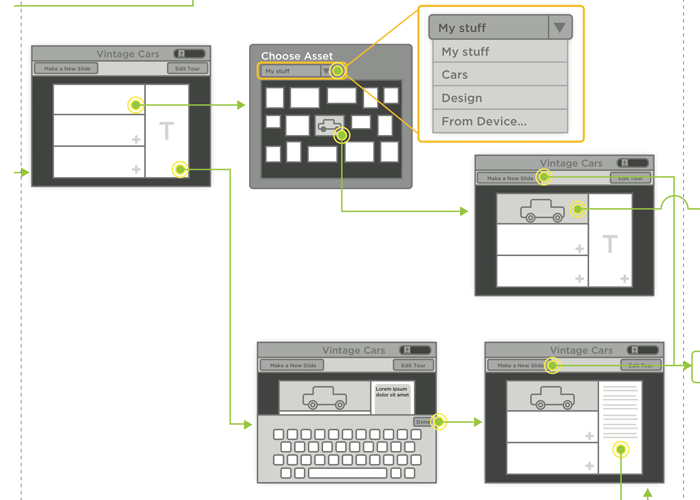 Vintage Cars
Make a New Slide
Edit Tour
T
Choose Asset
My stuff
My stuff
My stuff
Cars
Design
From Device...
Vintage Cars
Make a New Slide
Edit Tour
T
Vintage Cars
Make a New Slide
Edit Tour
Lorem ipsum
dolor sit amet
Done
Vintage Cars
Make a New Slide
Edit Tour